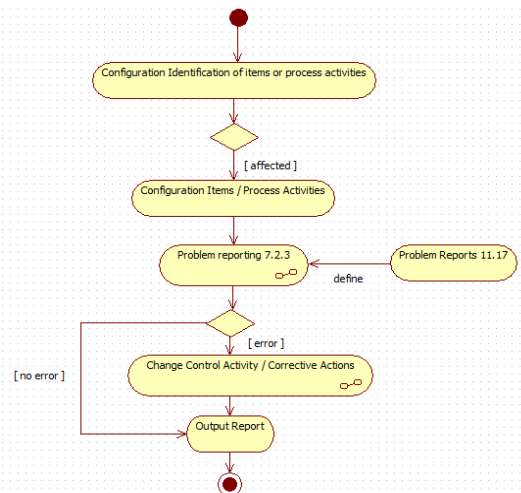 Configuration Identification of items or process activities
[ affected ]
Configuration Items / Process Activities
Problem reporting 7.2.3
Problem Reports 11.17
define
[ error ]
Change Control Activity / Corrective Actions
[ no error ]
Output Report